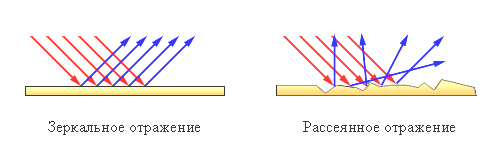 Зеркальное отражение
Рассеянное отражение